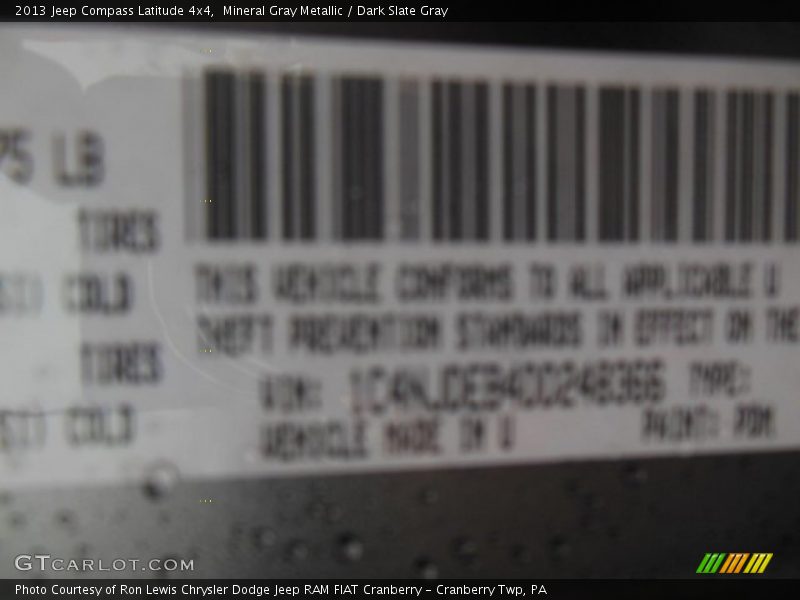 2013 Jeep Compass Latitude 4x4, Mineral Gray Metallic / Dark Slate Gray
LB
TIRES
COLD
TIRES
COLD
THIS VEHICLE CONFORMS TO ALL APPLICABLE U
THEFT PREVENTION STANDARDS IN EFFECT ON THE
VIN: TYPE:
VEHICLE MADE IN U PAINT: PDM
GTCARLOT.COM
Photo Courtesy of Ron Lewis Chrysler Dodge Jeep RAM FIAT Cranberry - Cranberry Twp, PA